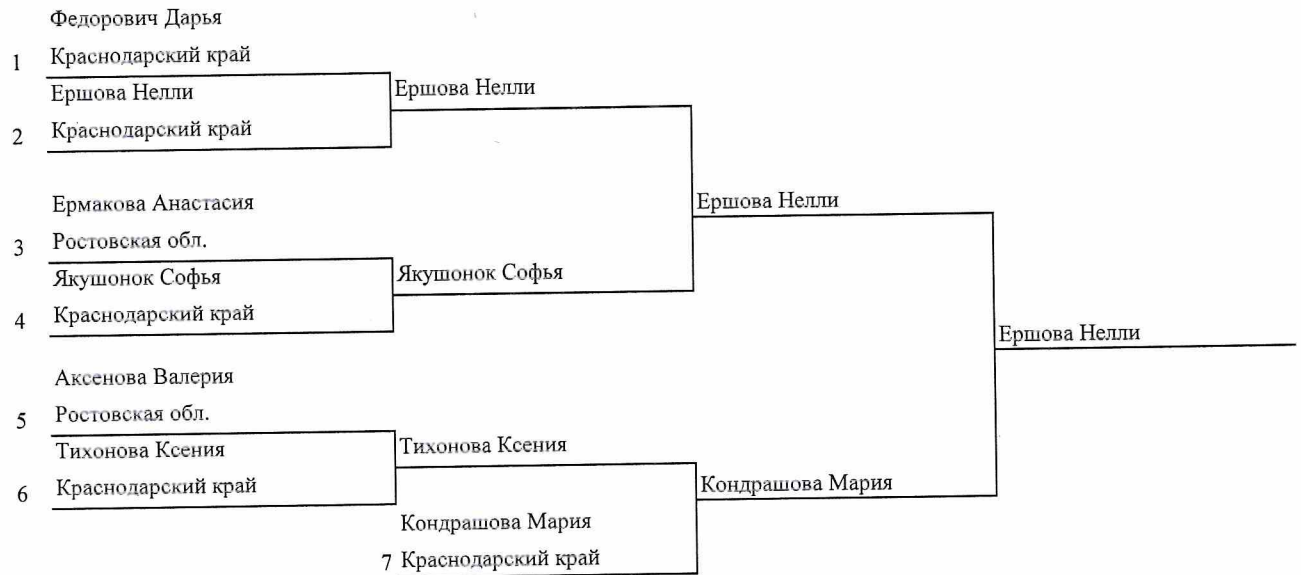 Федорович Дарья
1 Краснодарский край
Ершова Нелли
Ершова Нелли
2 Краснодарский край
Ермакова Анастасия
Ершова Нелли
3 Ростовская обл.
Якушонок Софья
Якушонок Софья
4 Краснодарский край
Ершова Нелли
Аксенова Валерия
5 Ростовская обл.
Тихонова Ксения
Тихонова Ксения
6 Краснодарский край
Кондрашова Мария
Кондрашова Мария
7 Краснодарский край